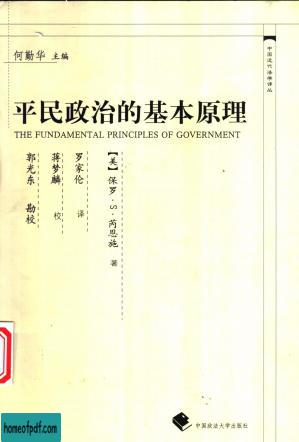 何勤华 主编
中国近代法学译丛
平民政治的基本原理
THE FUNDAMENTAL PRINCIPLES OF GOVERNMENT
【美】保罗·S·芮恩施 著
罗家伦 译
蒋梦麟 校
郭光东 勘校
中国政法大学出版社
homeofpdf.com